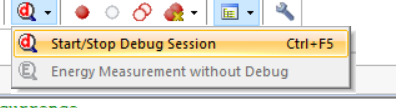 Start/Stop Debug Session Ctrl+F5
Energy Measurement without Debug